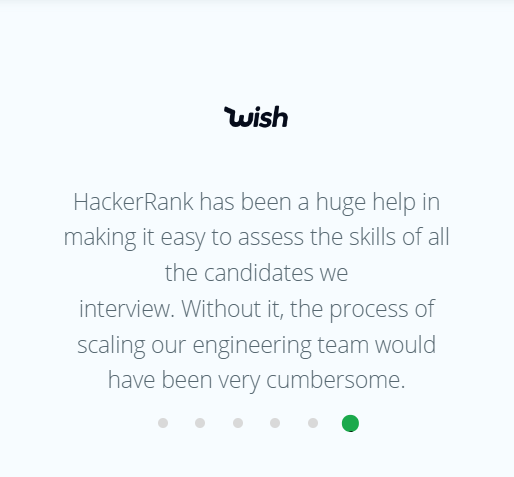 wish
HackerRank has been a huge help in
making it easy to assess the skills of all
the candidates we
interview. Without it, the process of
scaling our engineering team would
have been very cumbersome.